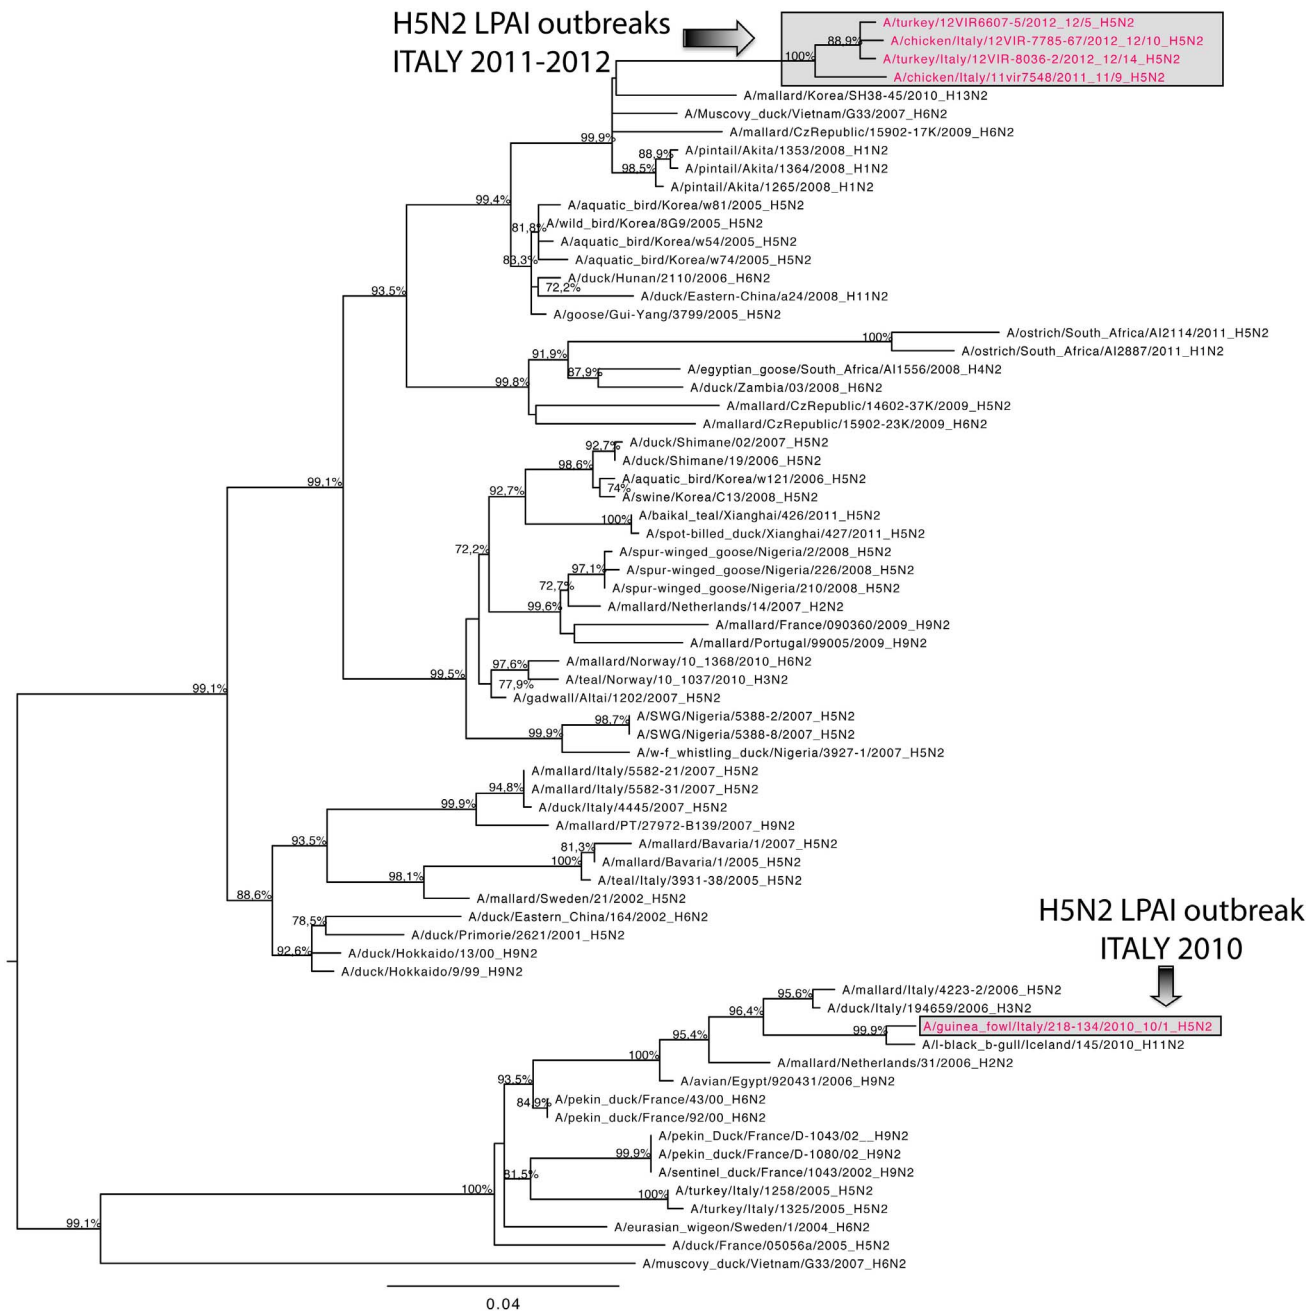 H5N2 LPAI outbreaks
ITALY 2011-2012
A/turkey/12VIR6607-5/2012_12/5_H5N2
88,9%
A/chicken/Italy/12VIR-7785-67/2012_12/10_H5N2
100%
A/turkey/Italy/12VIR-8036-2/2012_12/14_H5N2
A/chicken/Italy/11vir7548/2011_11/9_H5N2
A/mallard/Korea/SH38-45/2010_H13N2
A/Muscovy_duck/Vietnam/G33/2007_H6N2
99,9%
A/mallard/CzRepublic/15902-17K/2009_H6N2
88,9%
A/pintail/Akita/1353/2008_H1N2
98,5%
A/pintail/Akita/1364/2008_H1N2
A/pintail/Akita/1265/2008_H1N2
99,4%
A/aquatic_bird/Korea/w81/2005_H5N2
81,8%
A/wild_bird/Korea/8G9/2005_H5N2
A/aquatic_bird/Korea/w54/2005_H5N2
83,3%
A/aquatic_bird/Korea/w74/2005_H5N2
A/duck/Hunan/2110/2006_H6N2
72,2%
93.5%
A/duck/Eastern-China/a24/2008_H11N2
A/goose/Gui-Yang/3799/2005_H5N2
100%
A/ostrich/South_Africa/AI2114/2011_H5N2
91,9%
A/ostrich/South_Africa/AI2887/2011_H1N2
87,9%
A/egyptian_goose/South_Africa/AI1556/2008_H4N2
99,8%
A/duck/Zambia/03/2008_H6N2
A/mallard/CzRepublic/14602-37K/2009_H5N2
A/mallard/CzRepublic/15902-23K/2009_H6N2
92,7%
A/duck/Shimane/02/2007_H5N2
98,6%
A/duck/Shimane/19/2006_H5N2
99,1%
A/aquatic_bird/Korea/w121/2006_H5N2
92,7%
74%
A/swine/Korea/C13/2008_H5N2
100%
A/baikal_teal/Xianghai/426/2011_H5N2
A/spot-billed_duck/Xianghai/427/2011_H5N2
72,2%
A/spur-winged_goose/Nigeria/2/2008_H5N2
97,1%
A/spur-winged_goose/Nigeria/226/2008_H5N2
72,7%
A/spur-winged_goose/Nigeria/210/2008_H5N2
99,6%
A/mallard/Netherlands/14/2007_H2N2
A/mallard/France/090360/2009_H9N2
A/mallard/Portugal/99005/2009_H9N2
97,6%
A/mallard/Norway/10_1368/2010_H6N2
99,5%
77,9%
A/teal/Norway/10_1037/2010_H3N2
99,1%
A/gadwall/Altai/1202/2007_H5N2
98,7%
A/SWG/Nigeria/5388-2/2007_H5N2
99,9%
A/SWG/Nigeria/5388-8/2007_H5N2
A/w-f_whistling_duck/Nigeria/3927-1/2007_H5N2
A/mallard/Italy/5582-21/2007_H5N2
94,8%
A/mallard/Italy/5582-31/2007_H5N2
99,9%
A/duck/Italy/4445/2007_H5N2
A/mallard/PT/27972-B139/2007_H9N2
93,5%
81,3%
A/mallard/Bavaria/1/2007_H5N2
100%
A/mallard/Bavaria/1/2005_H5N2
98,1%
A/teal/Italy/3931-38/2005_H5N2
88,6%
A/mallard/Sweden/21/2002_H5N2
78,5%
A/duck/Eastern_China/164/2002_H6N2
A/duck/Primorie/2621/2001_H5N2
92,6%
A/duck/Hokkaido/13/00_H9N2
A/duck/Hokkaido/9/99_H9N2
H5N2 LPAI outbreak
ITALY 2010
95,6%
A/mallard/Italy/4223-2/2006_H5N2
96,4%
A/duck/Italy/194659/2006_H3N2
99,9%
A/guinea_fowl/Italy/218-134/2010_10/1_H5N2
95,4%
A/l-black_b-gull/Iceland/145/2010_H11N2
100%
A/mallard/Netherlands/31/2006_H2N2
93,5%
A/avian/Egypt/920431/2006_H9N2
84,9%
A/pekin_duck/France/43/00_H6N2
A/pekin_duck/France/92/00_H6N2
A/pekin_Duck/France/D-1043/02__H9N2
99,9%
A/pekin_duck/France/D-1080/02_H9N2
81,5%
A/sentinel_duck/France/1043/2002_H9N2
100%
100%
A/turkey/Italy/1258/2005_H5N2
A/turkey/Italy/1325/2005_H5N2
99,1%
A/eurasian_wigeon/Sweden/1/2004_H6N2
A/duck/France/05056a/2005_H5N2
A/muscovy_duck/Vietnam/G33/2007_H6N2
0.04